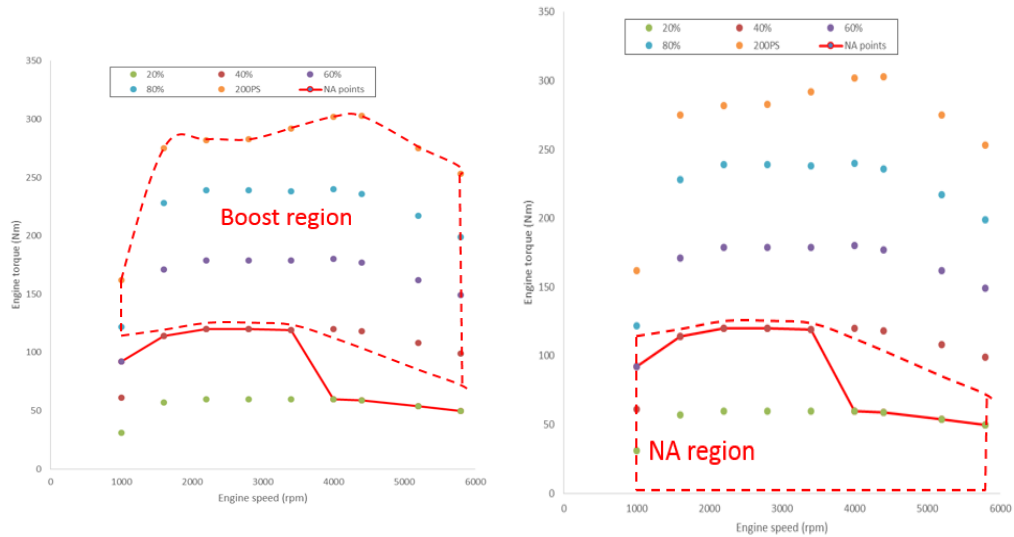 350
300
250
200
150
100
50
0
Engine torque (Nm)
20% 40% 60%
80% 200PS NA points
Boost region
0 1000 2000 3000 4000 5000 6000
Engine speed (rpm)
350
300
250
200
150
100
50
0
Engine torque (Nm)
20% 40% 60%
80% 200PS NA points
NA region
0 1000 2000 3000 4000 5000 6000
Engine speed (rpm)